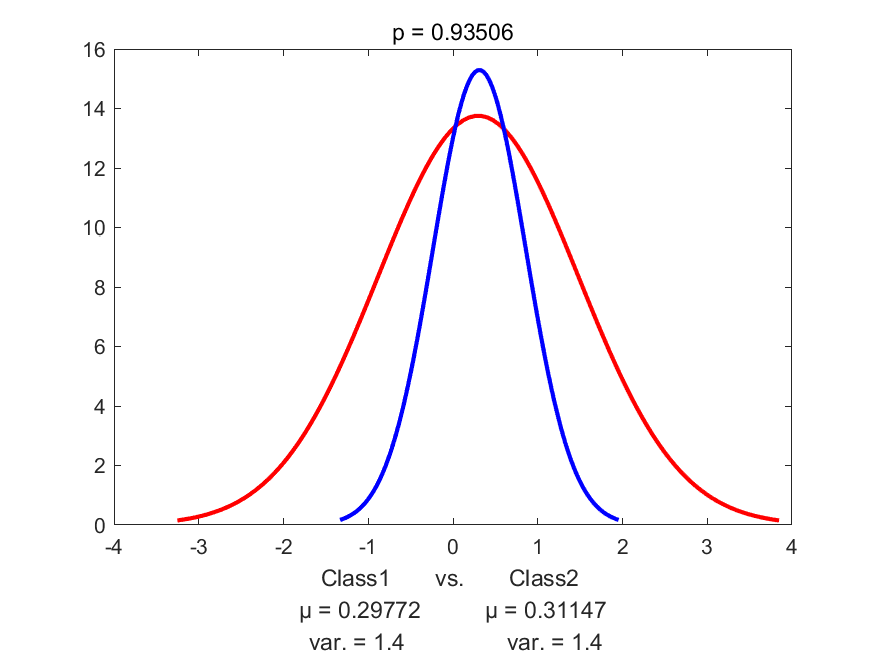 p = 0.93506
16
14
12
10
8
6
4
2
0
-4 -3 -2 -1 0 1 2 3 4
Class1 vs. Class2
μ = 0.29772 μ = 0.31147
var. = 1.4 var. = 1.4